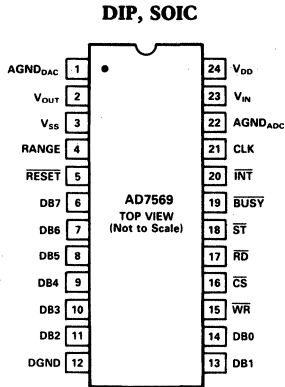 DIP, SOIC
AGNDDAC 1
VOUT 2
VSS 3
RANGE 4
RESET 5
DB7 6
DB6 7
DB5 8
DB4 9
DB3 10
DB2 11
DGND 12
AD7569
TOP VIEW
(Not to Scale)
24 VDD
23 VIN
22 AGNDADC
21 CLK
20 INT
19 BUSY
18 ST
17 RD
16 CS
15 WR
14 DB0
13 DB1